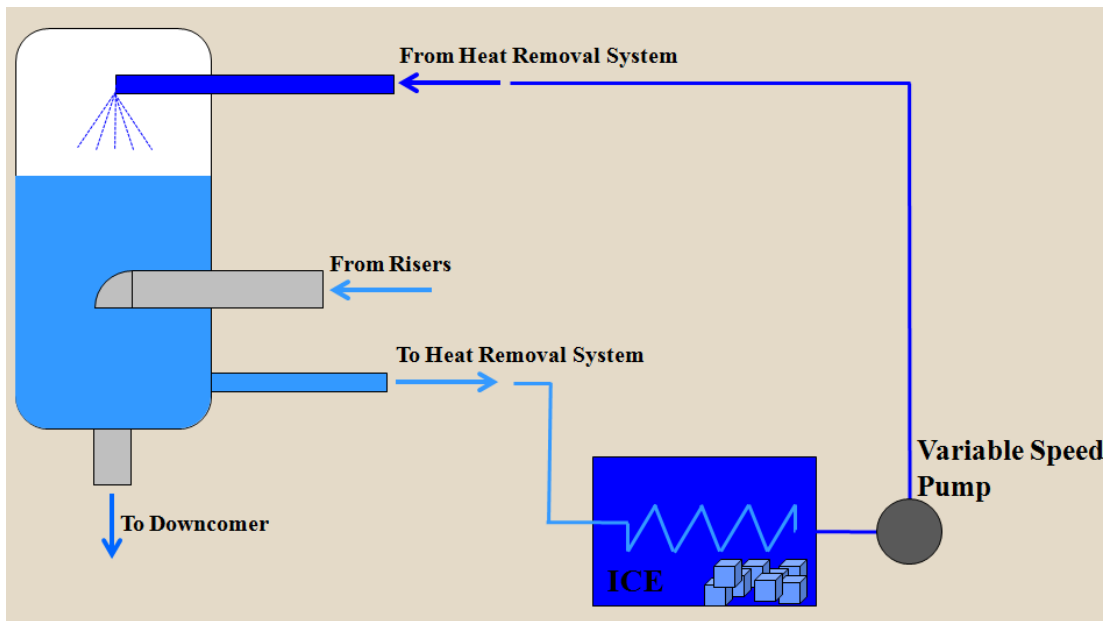 From Heat Removal System
From Risers
To Heat Removal System
Variable Speed
Pump
To Downcomer
ICE